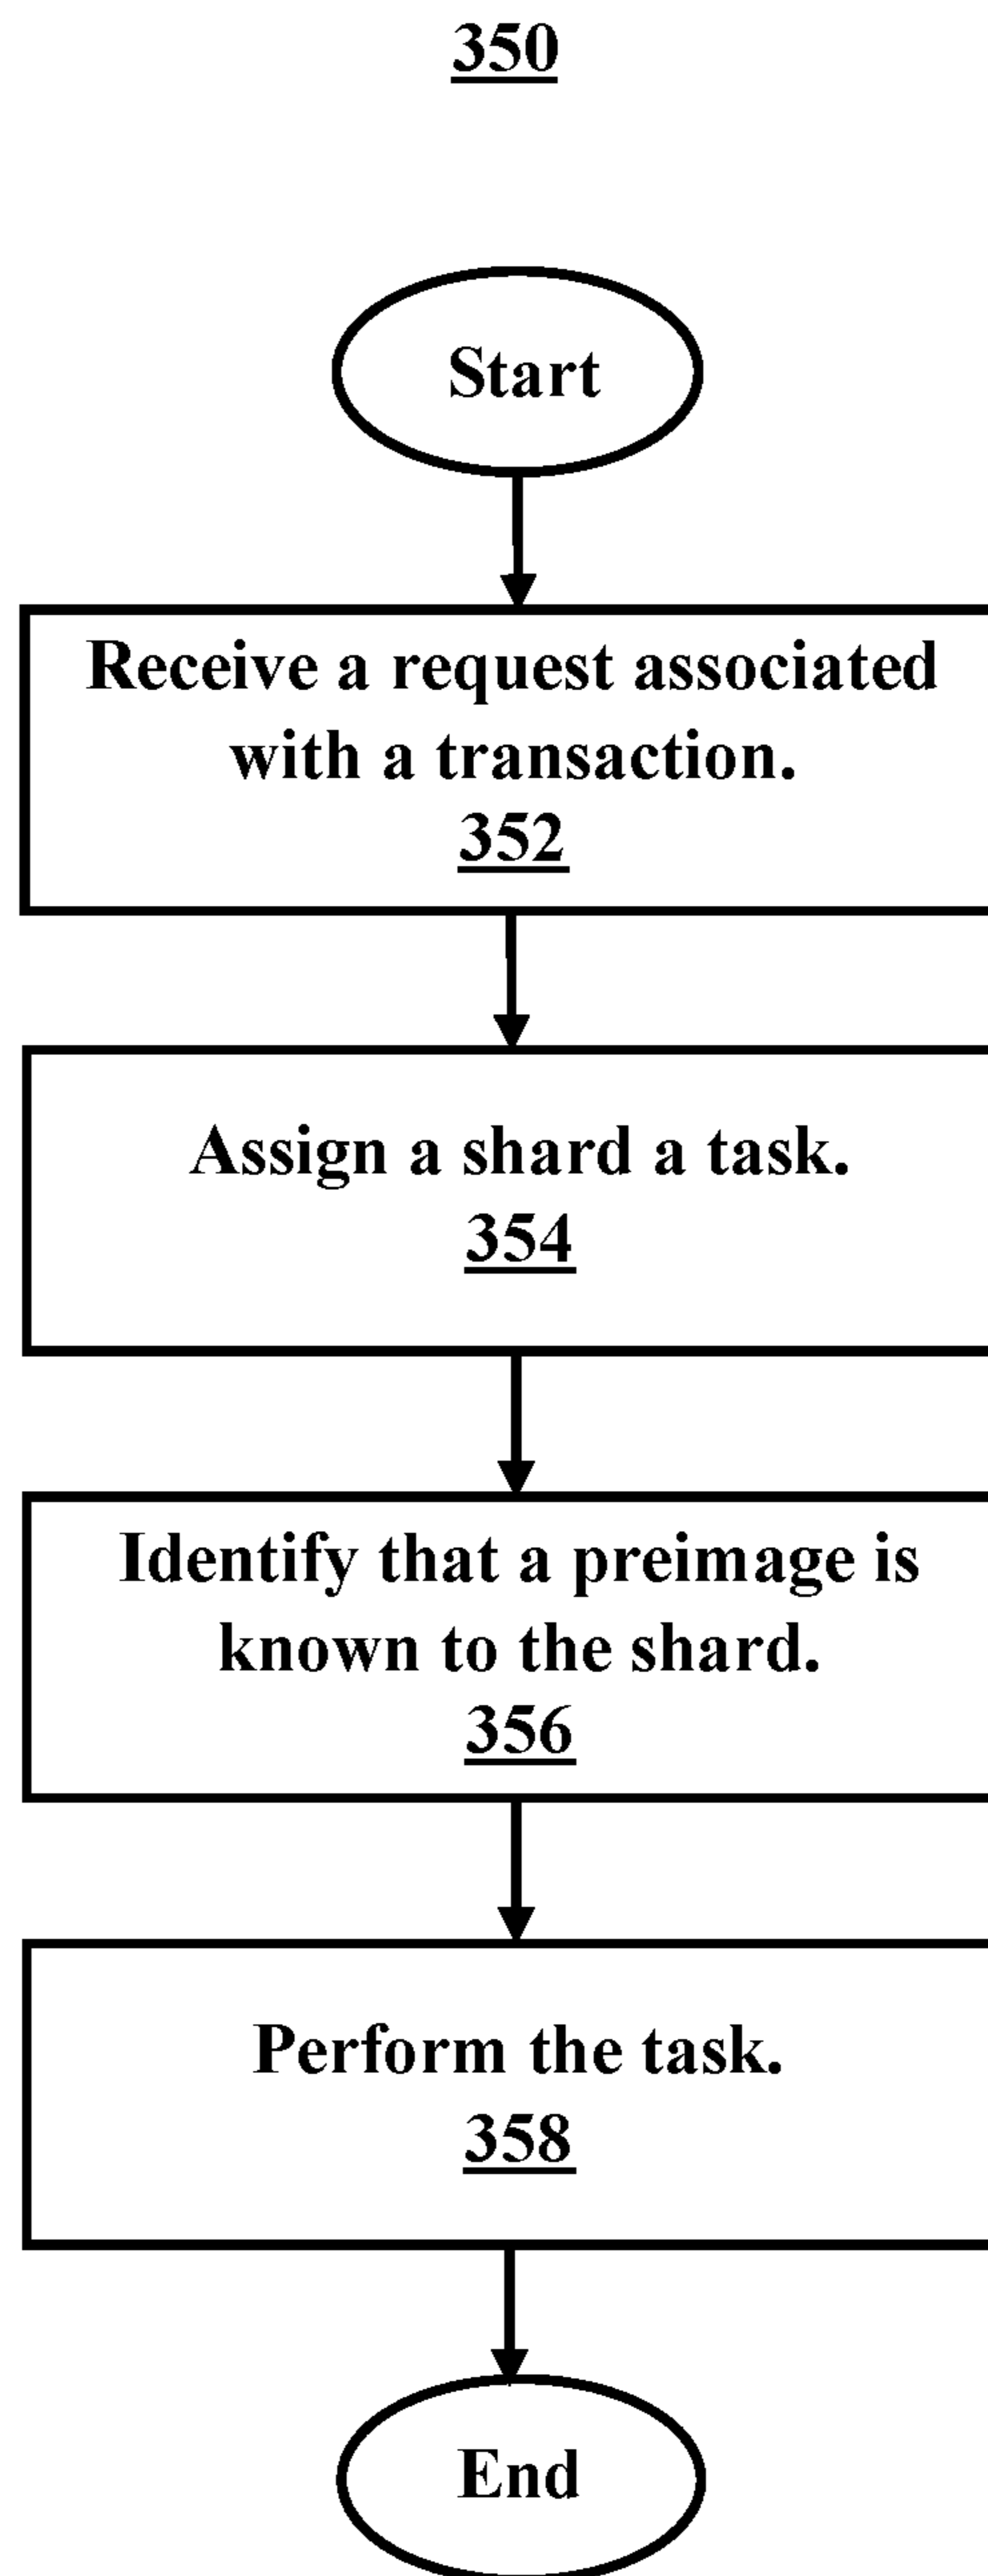 350
Start
Receive a request associated
with a transaction.
352
Assign a shard a task.
354
Identify that a preimage is
known to the shard.
356
Perform the task.
358
End